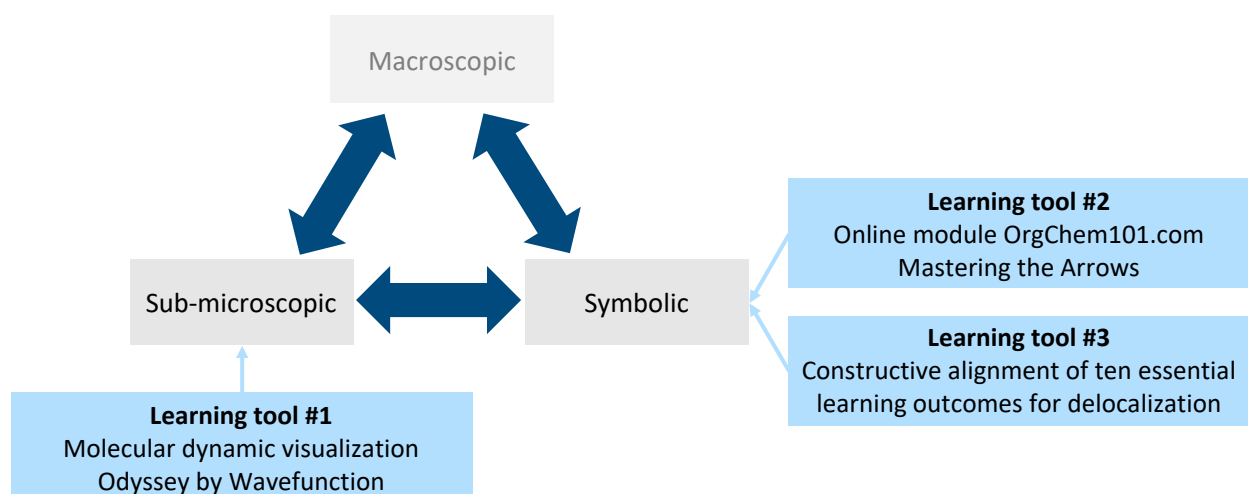 Macroscopic
Sub-microscopic
Symbolic
Learning tool #2
Online module OrgChem101.com
Mastering the Arrows
Learning tool #3
Constructive alignment of ten essential
learning outcomes for delocalization
Learning tool #1
Molecular dynamic visualization
Odyssey by Wavefunction